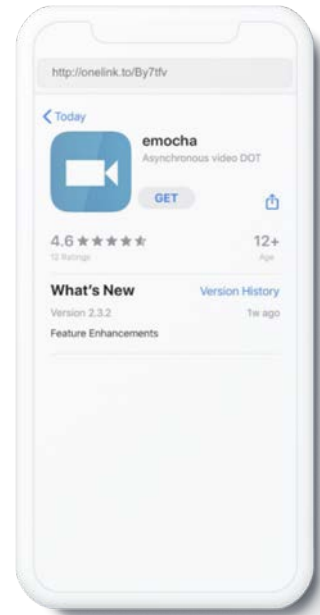 http://onelink.to/By7tfv
Today
emocha
Asynchronous video DOT
GET
4.6 12+
12 Ratings Age
What's New Version History
Version 2.3.2 1w ago
Feature Enhancements